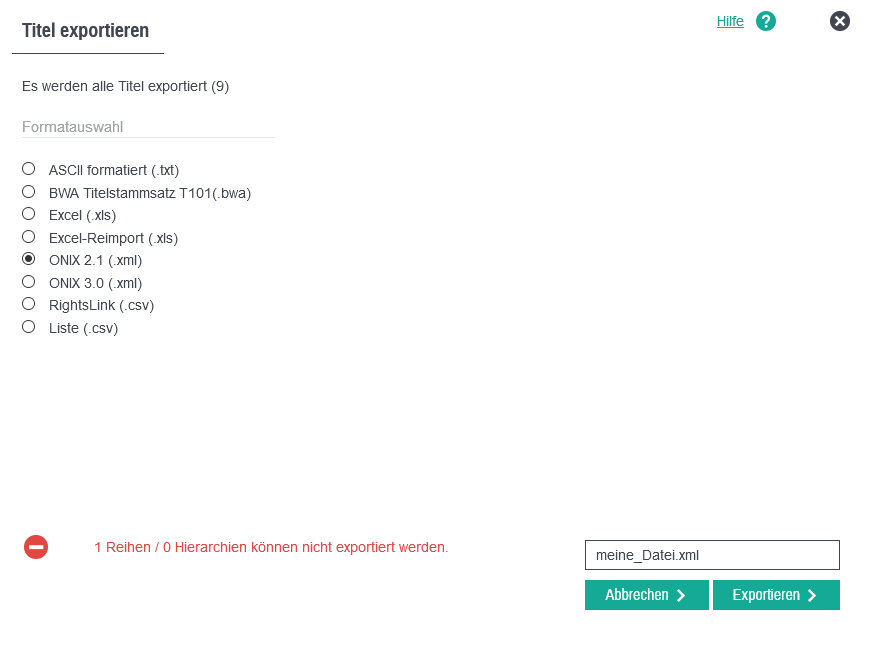 Titel exportieren
Hilfe ?
Es werden alle Titel exportiert (9)
Formatauswahl
ASCII formatiert (.txt)
BWA Titelstammsatz T101(.bwa)
Excel (.xls)
Excel-Reimport (.xls)
ONIX 2.1 (.xml)
ONIX 3.0 (.xml)
RightsLink (.csv)
Liste (.csv)
1 Reihen / 0 Hierarchien können nicht exportiert werden.
meine_Datei.xml
Abbrechen
Exportieren